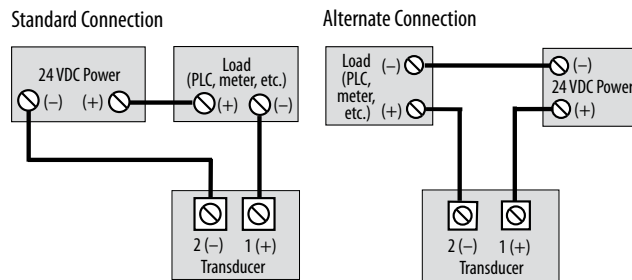 Standard Connection
24 VDC Power
(−) (+)
Load
(PLC, meter, etc.)
(+) (−)
2 (−) 1 (+)
Transducer
Alternate Connection
Load (−)
(PLC,
meter, (+)
etc.)
(−)
24 VDC Power
(+)
2 (−) 1 (+)
Transducer